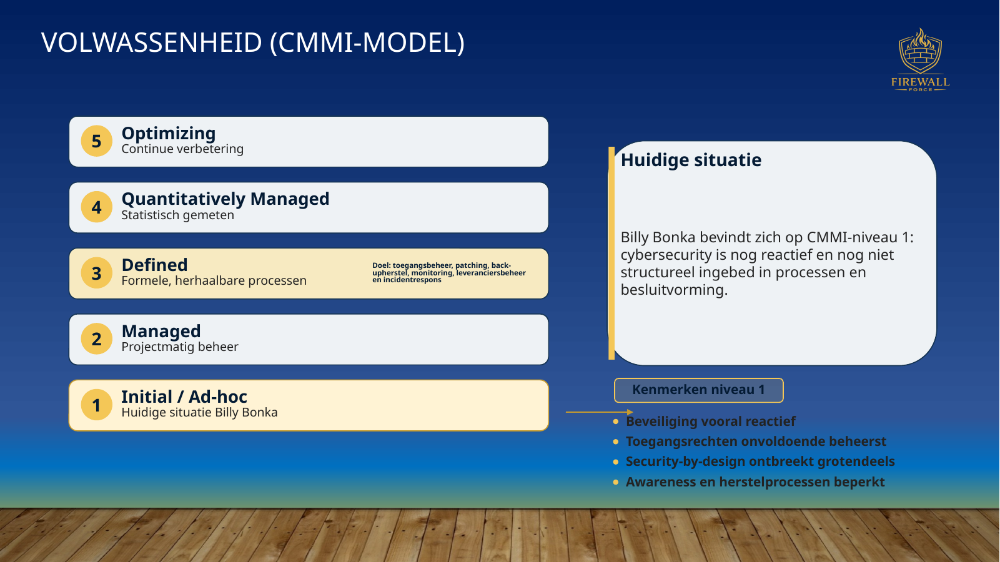 VOLWASSENHEID (CMMI-MODEL)
FIREWALL
FORCE
5
Optimizing
Continue verbetering
4
Quantitatively Managed
Statistisch gemeten
3
Defined
Formele, herhaalbare processen
Doel: toegangsbeheer, patching, back-
upherstel, monitoring, leveranciersbeheer
en incidentrespons
2
Managed
Projectmatig beheer
1
Initial / Ad-hoc
Huidige situatie Billy Bonka
Huidige situatie
Billy Bonka bevindt zich op CMMI-niveau 1:
cybersecurity is nog reactief en nog niet
structureel ingebed in processen en
besluitvorming.
Kenmerken niveau 1
• Beveiliging vooral reactief
• Toegangsrechten onvoldoende beheerst
• Security-by-design ontbreekt grotendeels
• Awareness en herstelprocessen beperkt